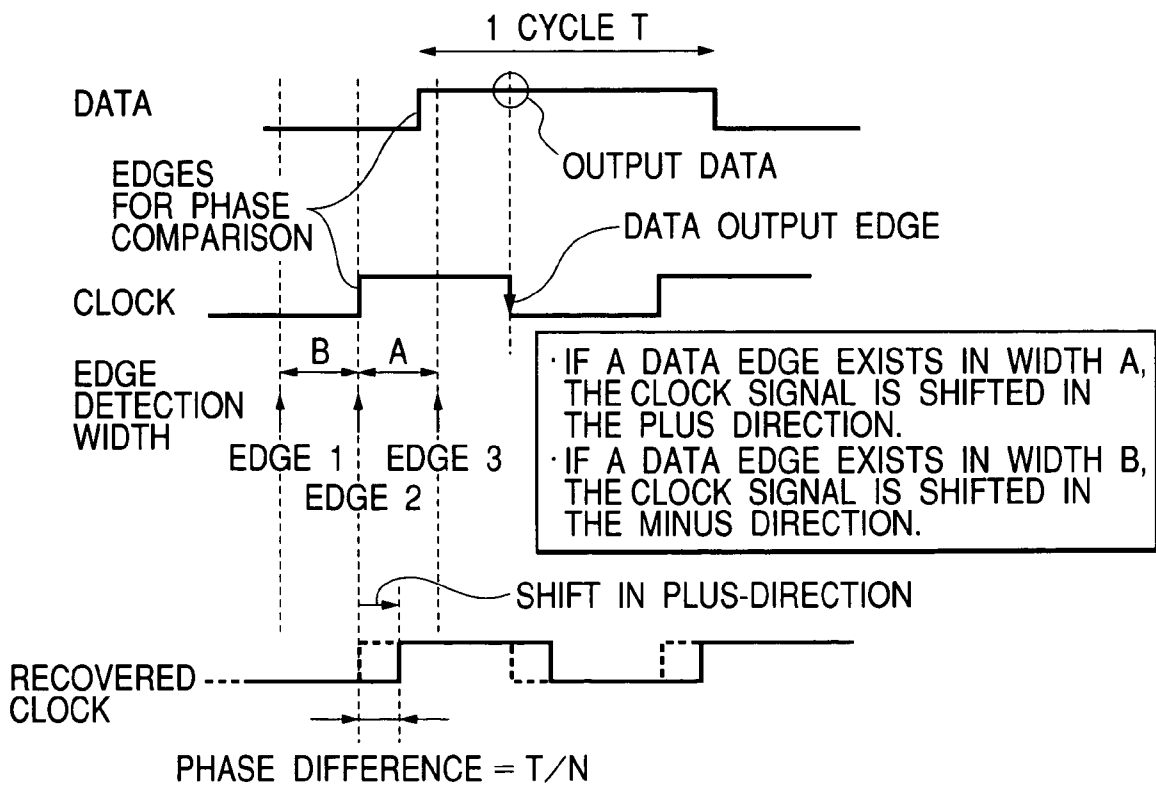 1 CYCLE T
DATA
OUTPUT DATA
EDGES
FOR PHASE
COMPARISON
DATA OUTPUT EDGE
CLOCK
B
A
EDGE
DETECTION
WIDTH
EDGE 1
EDGE 3
EDGE 2
· IF A DATA EDGE EXISTS IN WIDTH A,
THE CLOCK SIGNAL IS SHIFTED IN
THE PLUS DIRECTION.
· IF A DATA EDGE EXISTS IN WIDTH B,
THE CLOCK SIGNAL IS SHIFTED IN
THE MINUS DIRECTION.
SHIFT IN PLUS-DIRECTION
RECOVERED
CLOCK
PHASE DIFFERENCE = T/N